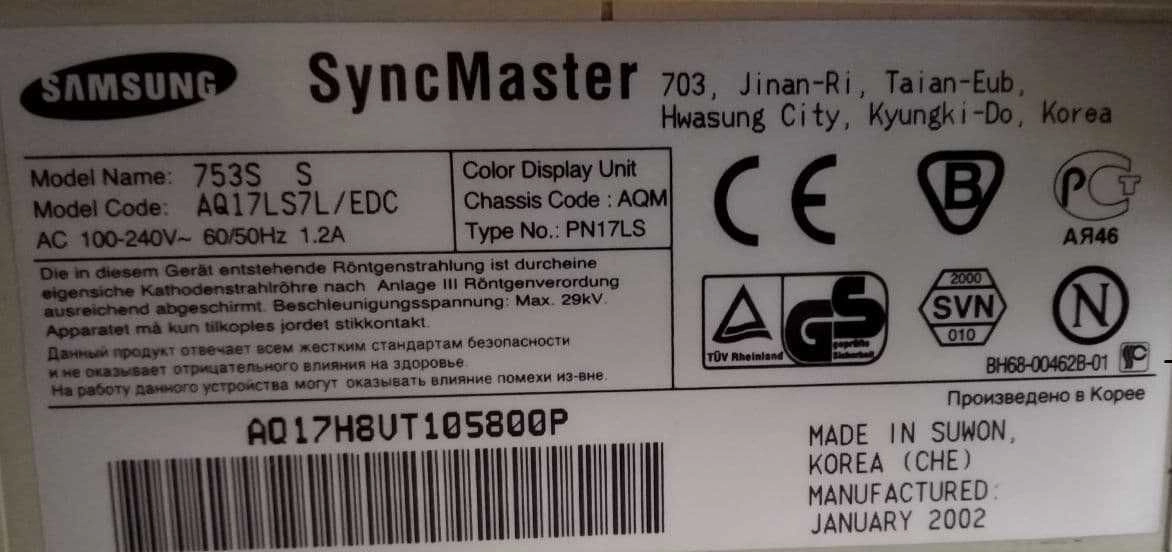 SAMSUNG
SyncMaster
703, Jinan-Ri, Taian-Eub,
Hwasung City, Kyungki-Do, Korea
Model Name: 753S S
Model Code: AQ17LS7L/EDC
AC 100-240V~ 60/50Hz 1.2A
Color Display Unit
Chassis Code : AQM
Type No.: PN17LS
Die in diesem Gerät entstehende Röntgenstrahlung ist durcheine
eigensiche Kathodenstrahlröhre nach Anlage III Röntgenverordung
ausreichend abgeschirmt. Beschleunigungsspannung: Max. 29kV.
Apparatet må kun tilkoples jordet stikkontakt.
Данный продукт отвечает всем жестким стандартам безопасности
и не оказывает отрицательного влияния на здоровье.
На работу данного устройства могут оказывать влияние помехи из-вне.
CE
B
РСТ
АЯ46
TÜV Rheinland
GS
geprüfte
Sicherheit
2000
SVN
010
N
BH68-00462B-01
Произведено в Корее
AQ17H8UT105800P
MADE IN SUWON,
KOREA (CHE)
MANUFACTURED:
JANUARY 2002